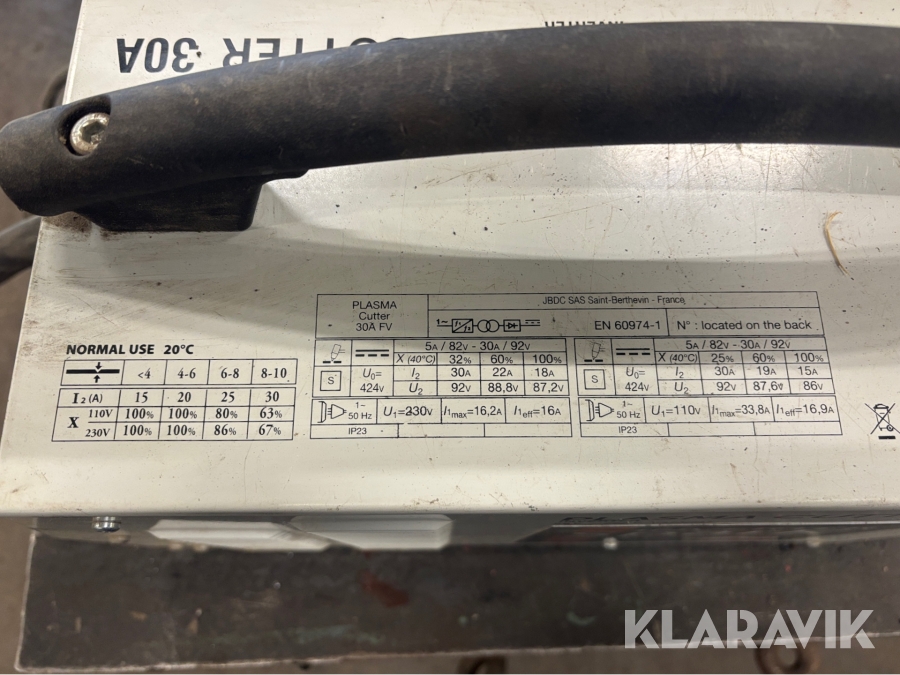 INVERTER
CUTTER 30A
PLASMA
Cutter
30A FV
JBDC SAS Saint-Berthevin - France
1~ f1 f2
EN 60974-1
N° : located on the back
5A / 82V - 30A / 92V
X (40°C) 32% 60% 100%
S U0= 424V
I2 30A 22A 18A
U2 92V 88,8V 87,2V
1~ 50 Hz U1=230V I1max=16,2A I1eff=16A
IP23
5A / 82V - 30A / 92V
X (40°C) 25% 60% 100%
S U0= 424V
I2 30A 19A 15A
U2 92V 87,6V 86V
1~ 50 Hz U1=110V I1max=33,8A I1eff=16,9A
IP23
NORMAL USE 20°C
<4 4-6 6-8 8-10
I2 (A) 15 20 25 30
X 110V 100% 100% 80% 63%
230V 100% 100% 86% 67%
KLARAVIK